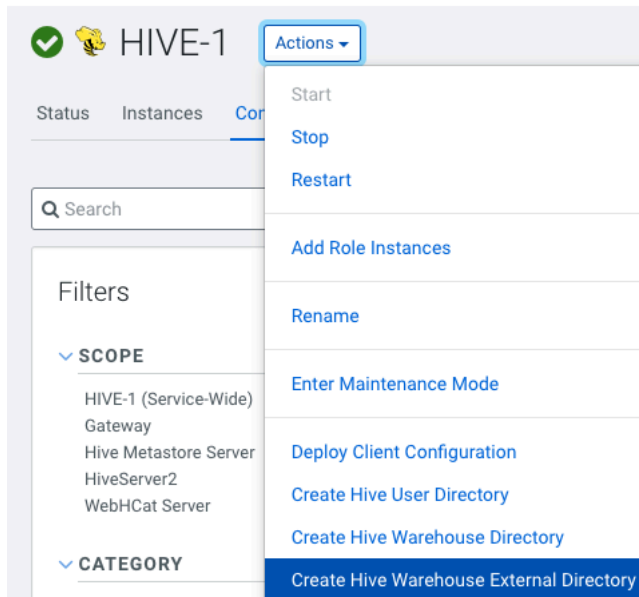 HIVE-1
Actions
Status Instances Con
Search
Filters
SCOPE
HIVE-1 (Service-Wide)
Gateway
Hive Metastore Server
HiveServer2
WebHCat Server
CATEGORY
Start
Stop
Restart
Add Role Instances
Rename
Enter Maintenance Mode
Deploy Client Configuration
Create Hive User Directory
Create Hive Warehouse Directory
Create Hive Warehouse External Directory